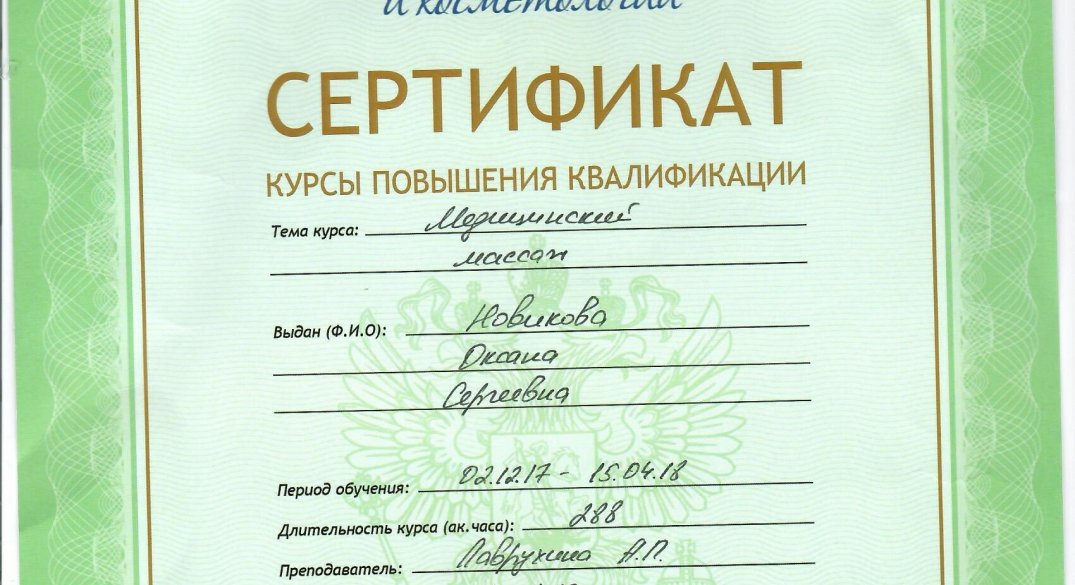 и косметологии
СЕРТИФИКАТ
КУРСЫ ПОВЫШЕНИЯ КВАЛИФИКАЦИИ
Тема курса: Медицинский
массаж
Выдан (Ф.И.О): Новикова
Оксана
Сергеевна
Период обучения: 02.12.17 - 15.04.18
Длительность курса (ак.часа): 288
Преподаватель: Лаврухина А.П.